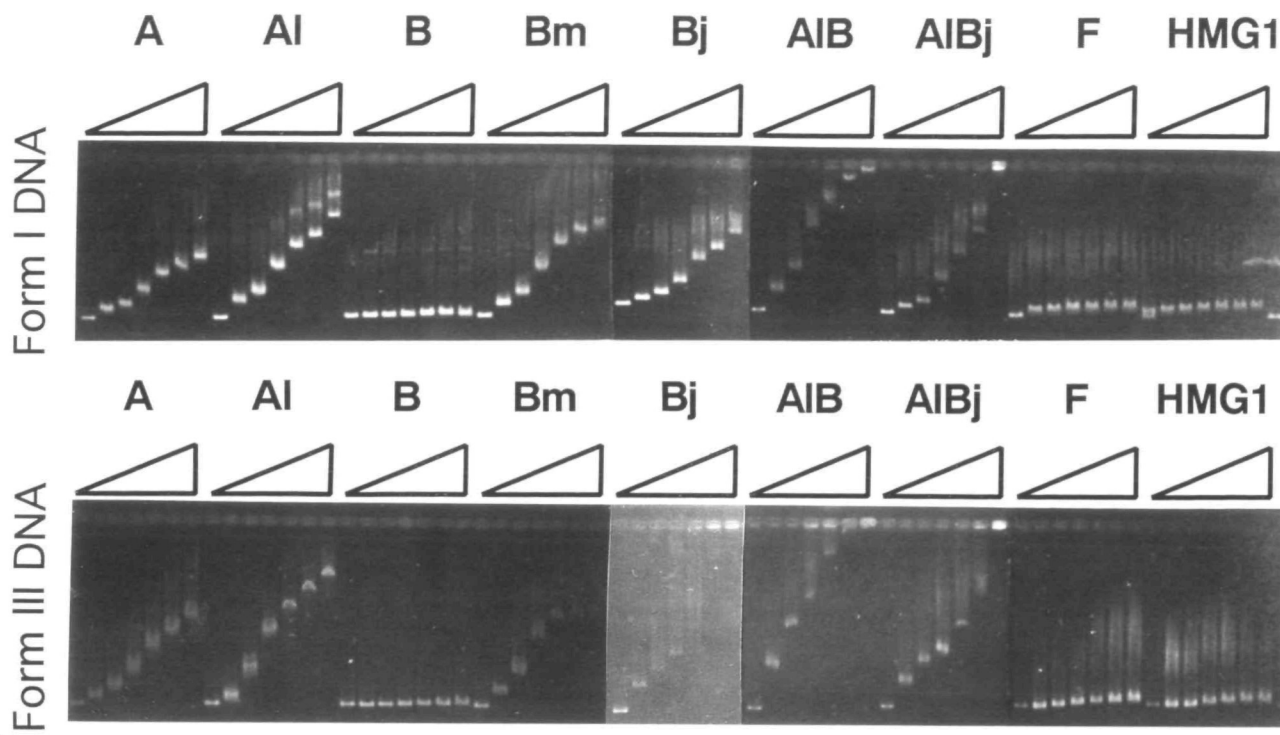 A Al B Bm Bj AlB AlBj F HMG1
Form I DNA
A Al B Bm Bj AlB AlBj F HMG1
Form III DNA